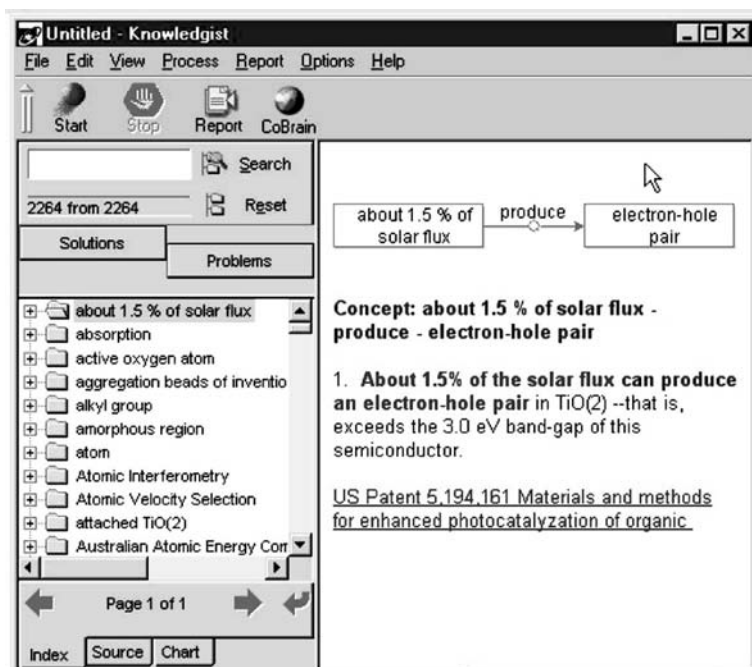 Untitled - Knowledgist
File Edit View Process Report Options Help
Start Stop Report CoBrain
Search
2264 from 2264 Reset
Solutions
Problems
about 1.5 % of solar flux
absorption
active oxygen atom
aggregation beads of inventio
alkyl group
amorphous region
atom
Atomic Interferometry
Atomic Velocity Selection
attached TiO(2)
Australian Atomic Energy Com
Page 1 of 1
Index Source Chart
about 1.5 % of
solar flux
produce
electron-hole
pair
Concept: about 1.5 % of solar flux -
produce - electron-hole pair
1. About 1.5% of the solar flux can produce
an electron-hole pair in TiO(2) --that is,
exceeds the 3.0 eV band-gap of this
semiconductor.
US Patent 5,194,161 Materials and methods
for enhanced photocatalyzation of organic